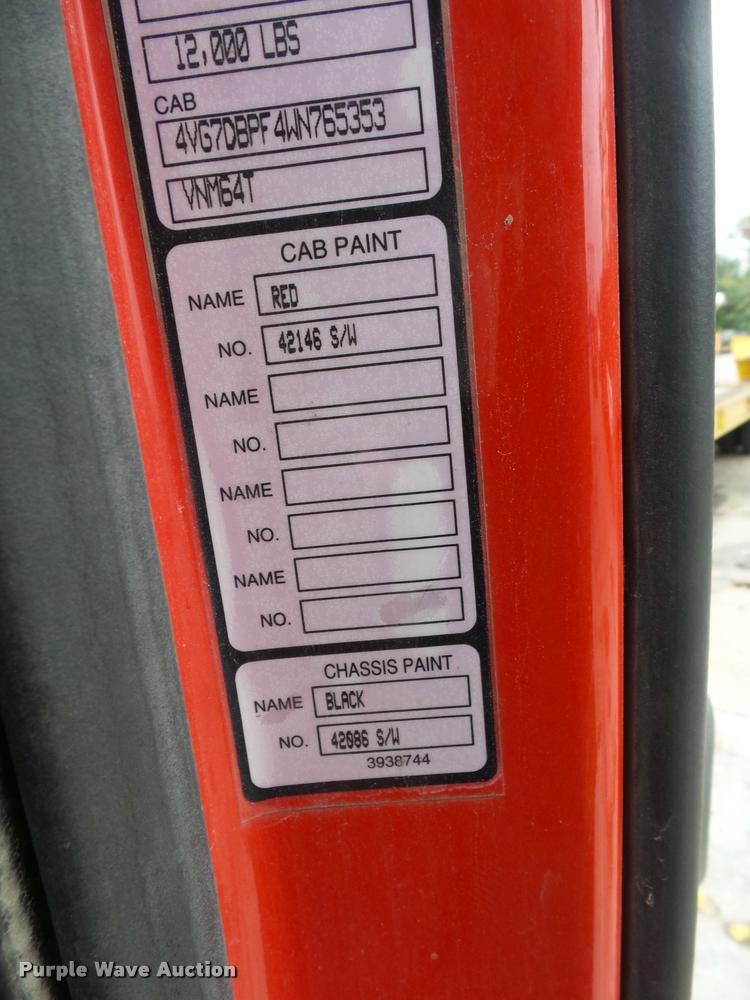 12,000 LBS
CAB
4VG7DBPF4WN765353
VNM64T
CAB PAINT
NAME RED
NO. 42146 S/W
NAME
NO.
NAME
NO.
NAME
NO.
CHASSIS PAINT
NAME BLACK
NO. 42086 S/W
3938744
Purple Wave Auction